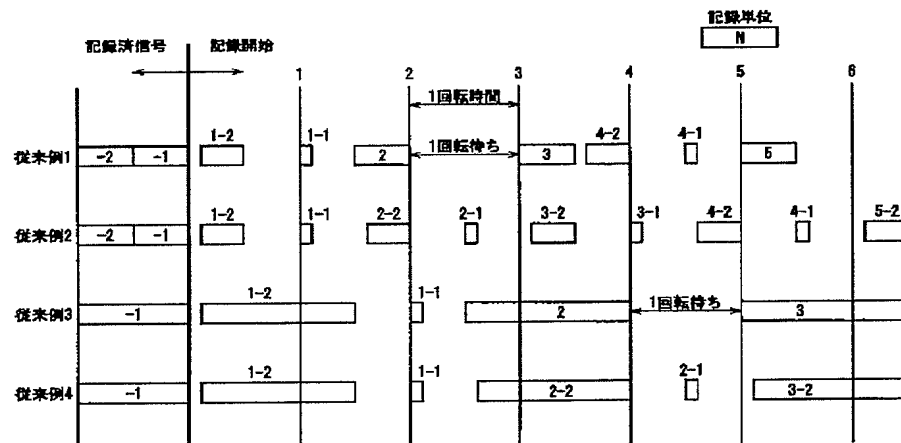 記録単位
N
記録済信号 記録開始
1 2 3 4 5 6
1回転時間
1-2 1-1 4-2 4-1
従来例1 -2 -1 2 1回転待ち 3 5
1-2 1-1 2-2 2-1 3-2 3-1 4-2 4-1 5-2
従来例2 -2 -1
1-2 1-1 1回転待ち
従来例3 -1 2 3
1-2 1-1 2-1
従来例4 -1 2-2 3-2